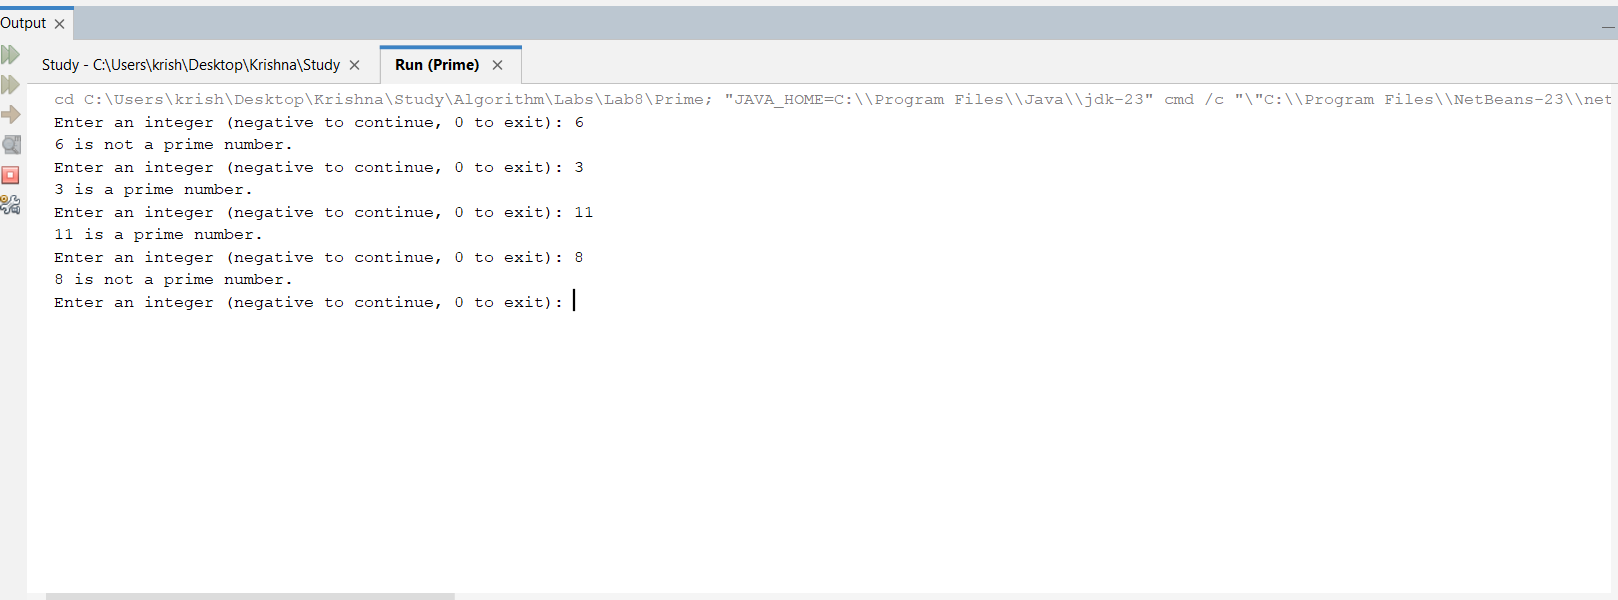 Output
Study - C:\Users\krish\Desktop\Krishna\Study Run (Prime)
cd C:\Users\krish\Desktop\Krishna\Study\Algorithm\Labs\Lab8\Prime; "JAVA_HOME=C:\\Program Files\\Java\\jdk-23" cmd /c "\"C:\\Program Files\\NetBeans-23\\net
Enter an integer (negative to continue, 0 to exit): 6
6 is not a prime number.
Enter an integer (negative to continue, 0 to exit): 3
3 is a prime number.
Enter an integer (negative to continue, 0 to exit): 11
11 is a prime number.
Enter an integer (negative to continue, 0 to exit): 8
8 is not a prime number.
Enter an integer (negative to continue, 0 to exit):